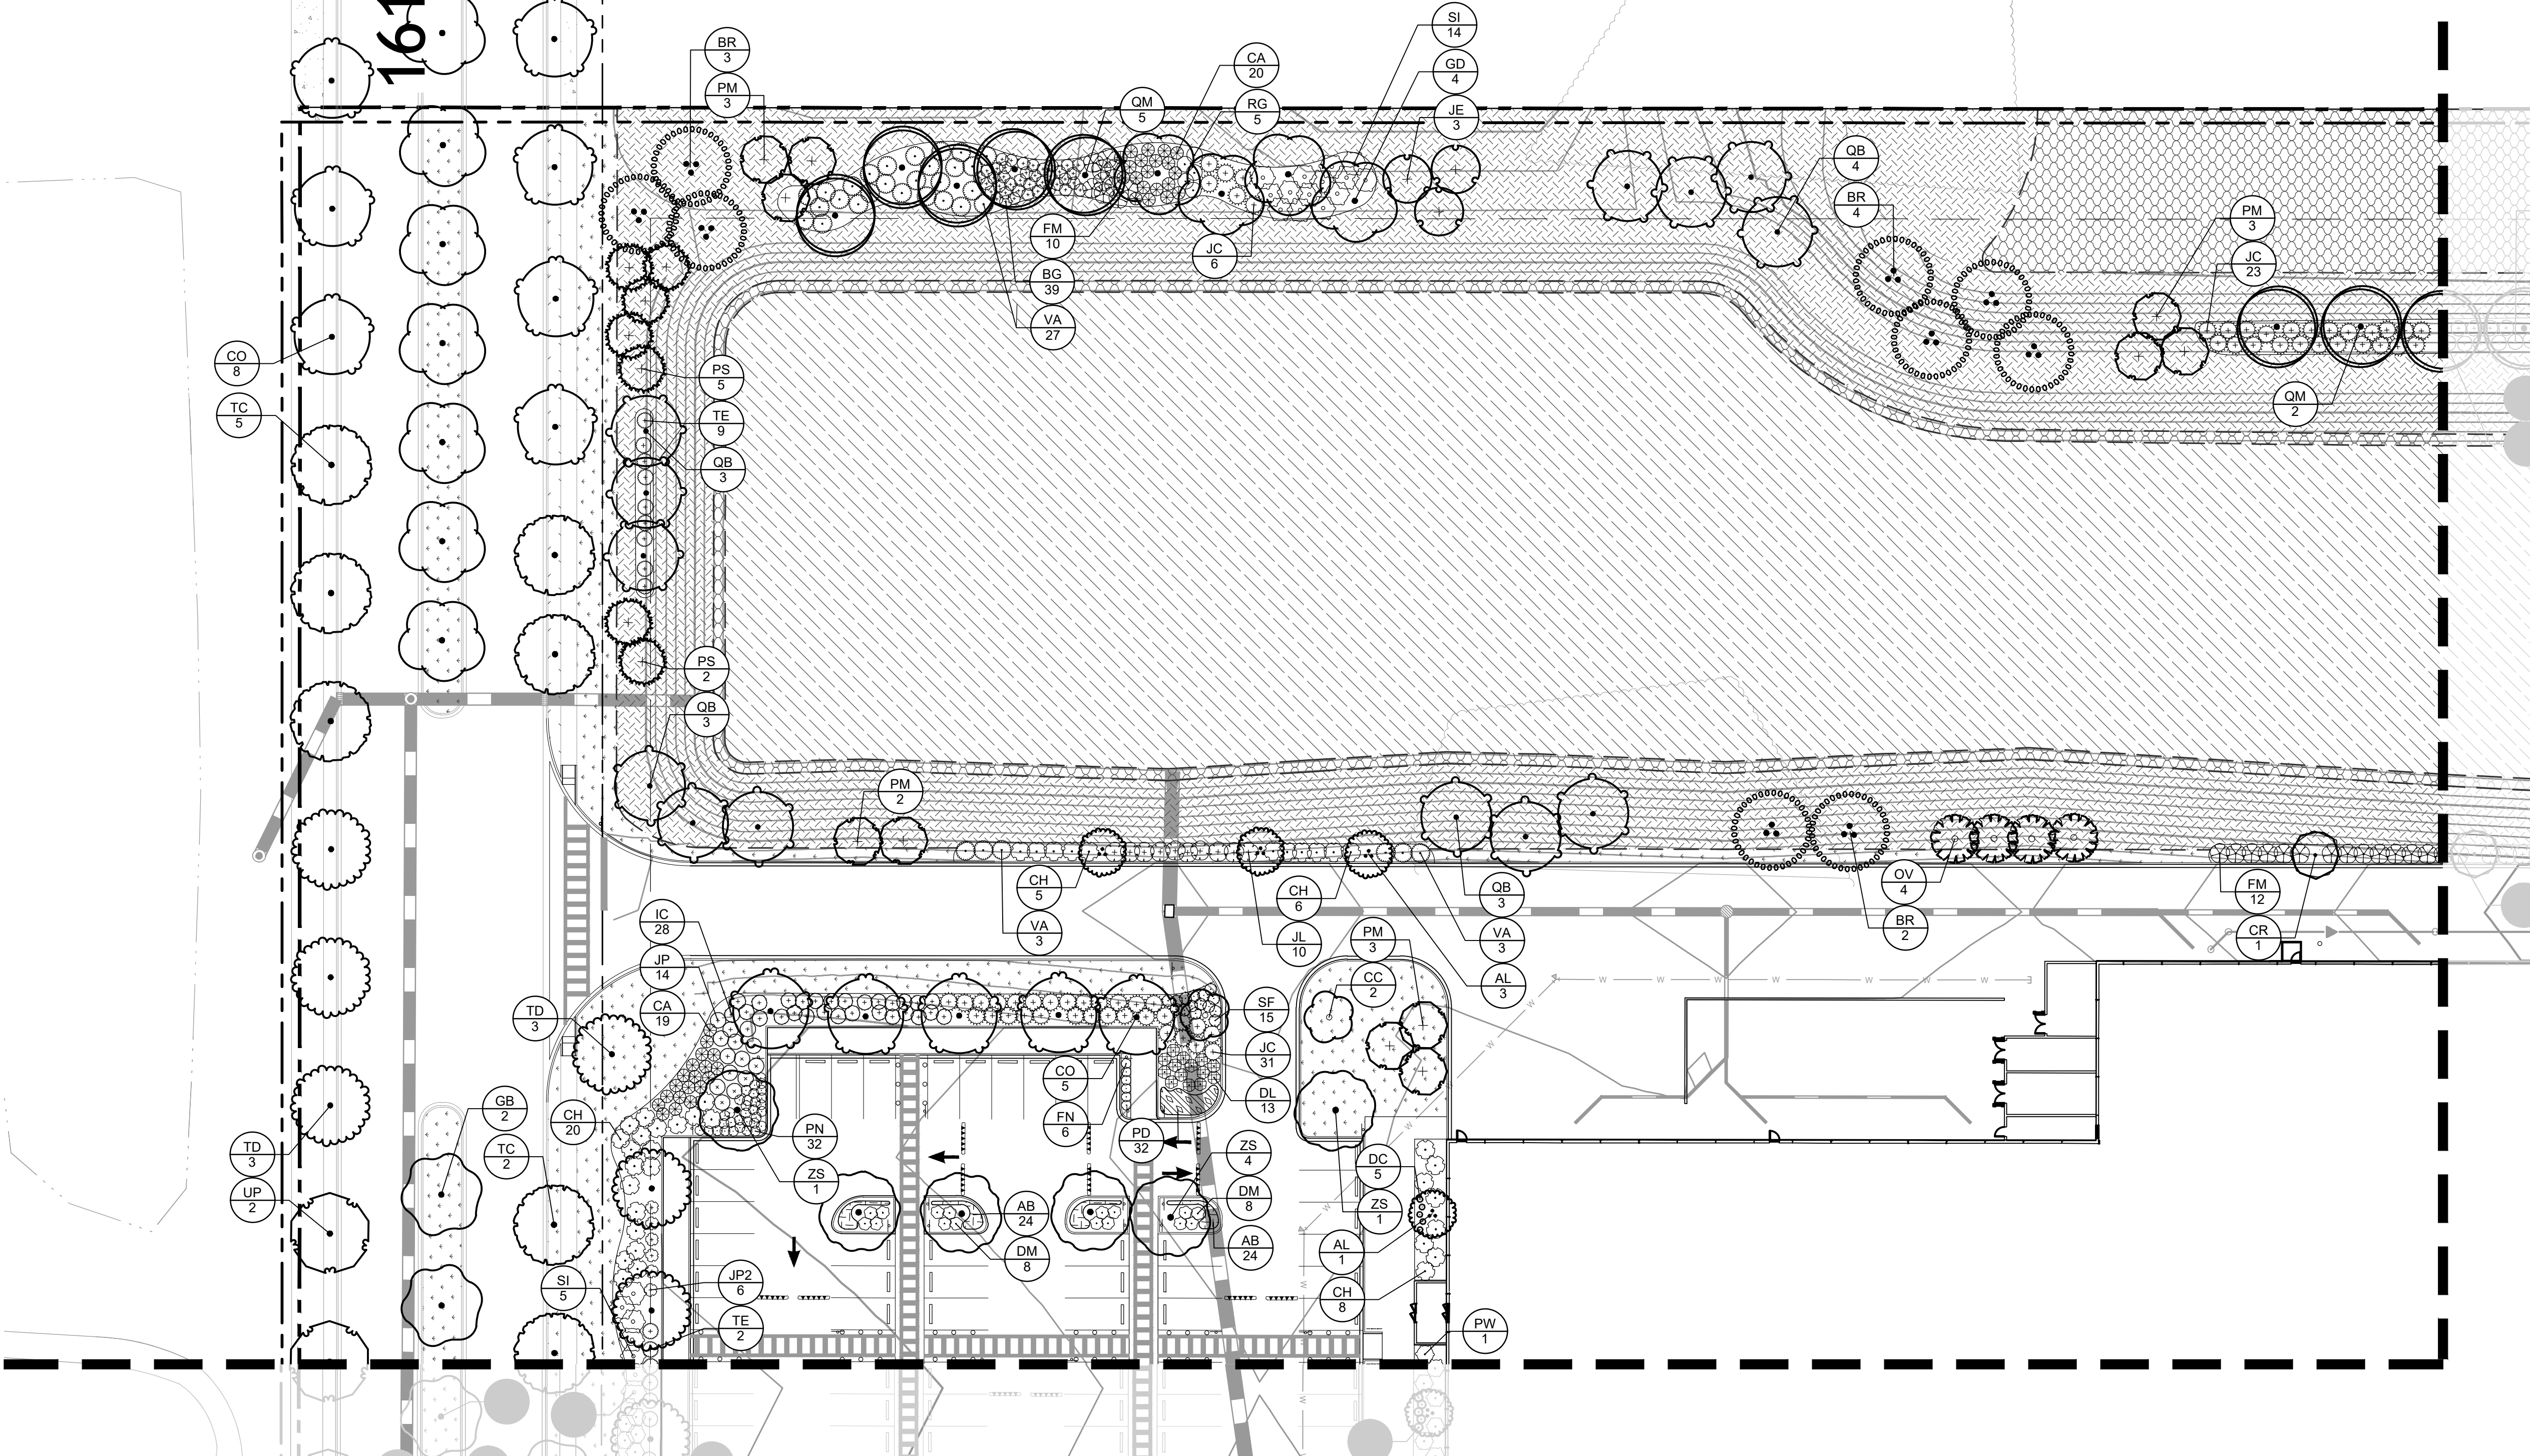 161
BR
3
PM
3
SI
14
CA
20
GD
4
QM
5
RG
5
JE
3
QB
4
BR
4
PM
3
JC
23
FM
10
JC
6
BG
39
VA
27
CO
8
TC
5
PS
5
TE
9
QB
3
QM
2
PS
2
QB
3
PM
2
CH
5
VA
3
CH
6
JL
10
QB
3
VA
3
AL
3
OV
4
BR
2
FM
12
CR
1
IC
28
JP
14
CA
19
TD
3
PM
3
CC
2
SF
15
JC
31
DL
13
CO
5
FN
6
PD
32
GB
2
TC
2
CH
20
PN
32
ZS
1
TD
3
UP
2
ZS
4
DM
8
AB
24
AB
24
DM
8
DC
5
ZS
1
AL
1
CH
8
SI
5
JP2
6
TE
2
PW
1
W
W
W
W
W
W
W
W
W
W
W
W